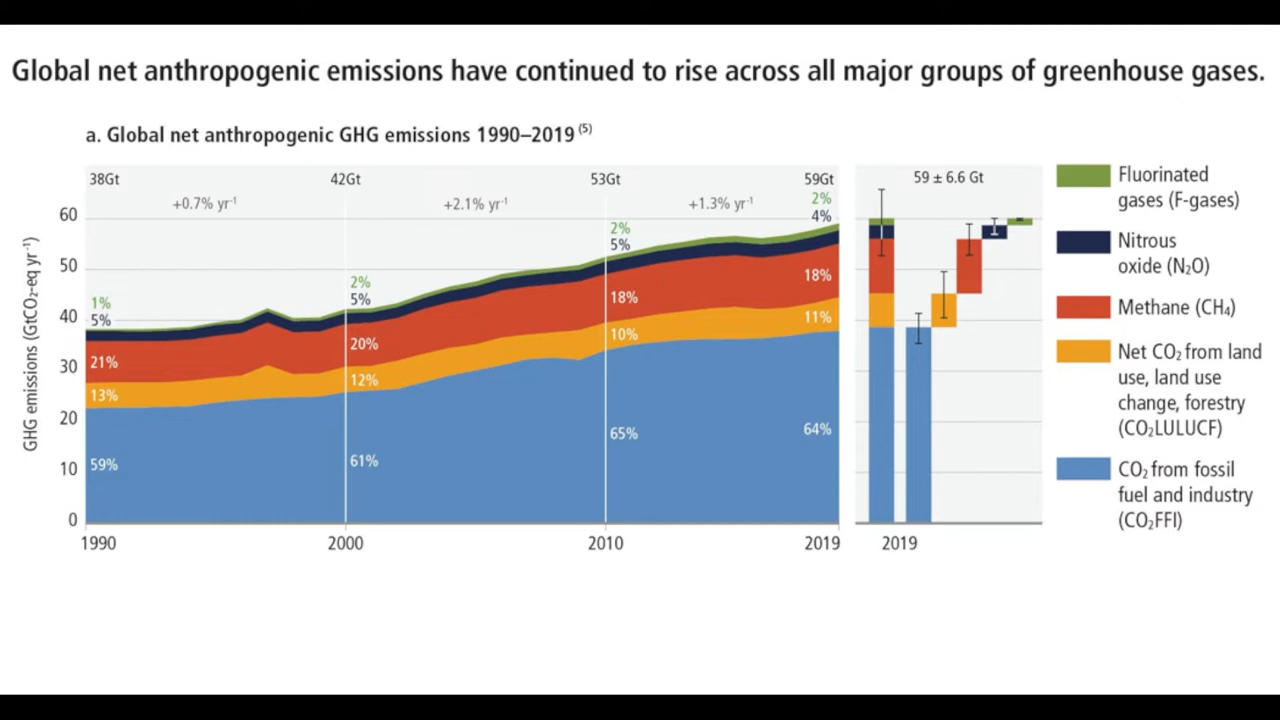 Global net anthropogenic emissions have continued to rise across all major groups of greenhouse gases.
a. Global net anthropogenic GHG emissions 1990–2019 (5)
GHG emissions (GtCO₂-eq yr⁻¹)
60
50
40
30
20
10
0
38Gt
42Gt
53Gt
59Gt
+0.7% yr⁻¹
+2.1% yr⁻¹
+1.3% yr⁻¹
1%
5%
21%
13%
59%
2%
5%
20%
12%
61%
2%
5%
18%
10%
65%
2%
4%
18%
11%
64%
1990
2000
2010
2019
59 ± 6.6 Gt
2019
Fluorinated
gases (F-gases)
Nitrous
oxide (N₂O)
Methane (CH₄)
Net CO₂ from land
use, land use
change, forestry
(CO₂LULUCF)
CO₂ from fossil
fuel and industry
(CO₂FFI)